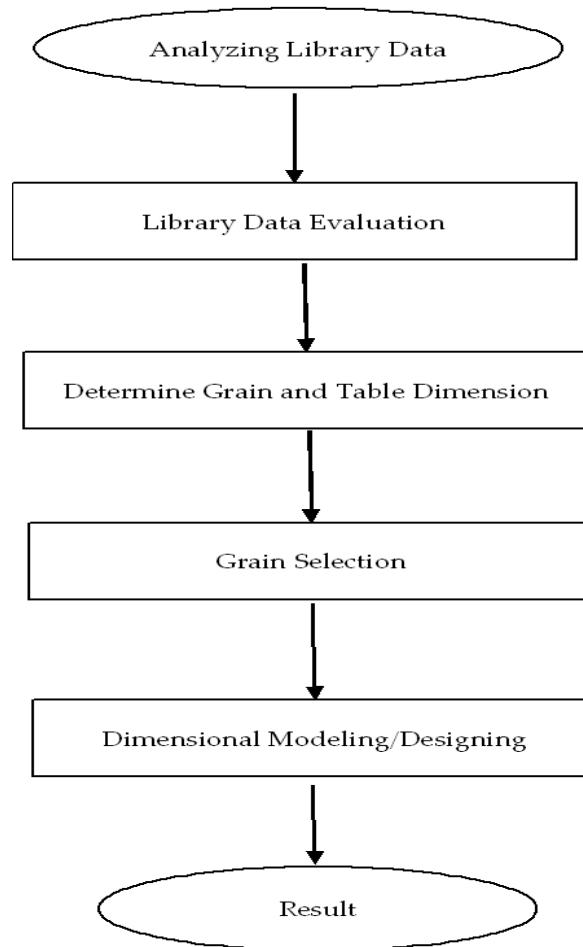 Analyzing Library Data
Library Data Evaluation
Determine Grain and Table Dimension
Grain Selection
Dimensional Modeling/Designing
Result